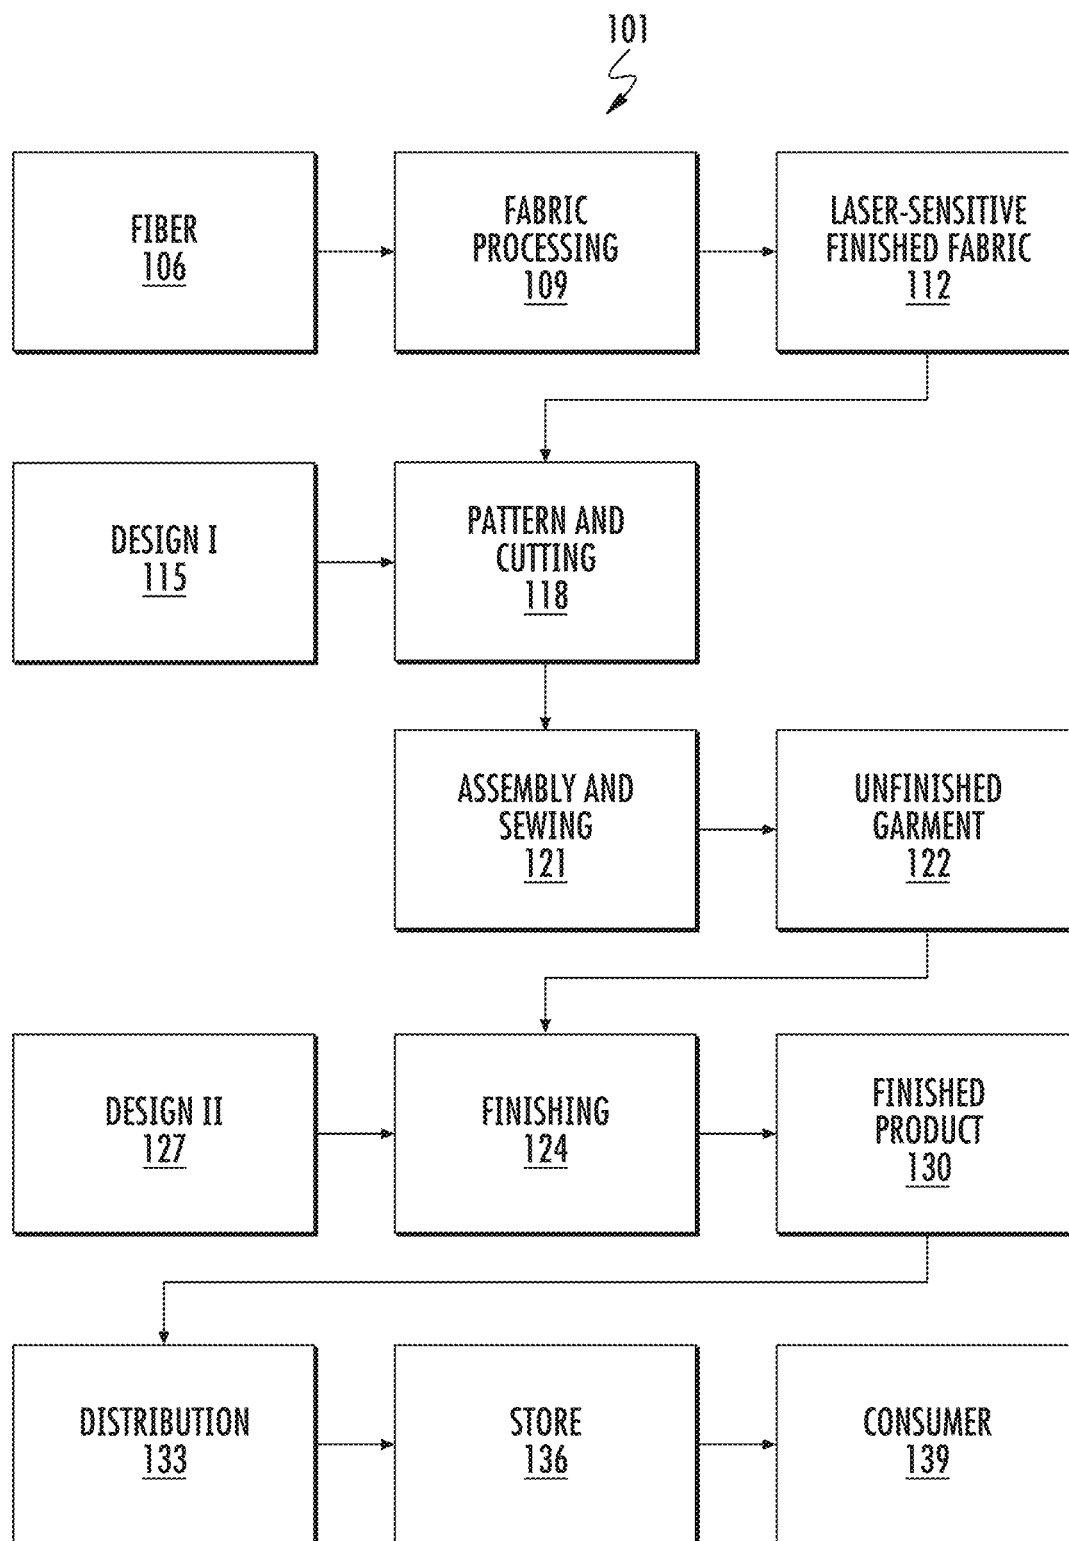 101
FIBER
106
FABRIC
PROCESSING
109
LASER-SENSITIVE
FINISHED FABRIC
112
DESIGN I
115
PATTERN AND
CUTTING
118
ASSEMBLY AND
SEWING
121
UNFINISHED
GARMENT
122
DESIGN II
127
FINISHING
124
FINISHED
PRODUCT
130
DISTRIBUTION
133
STORE
136
CONSUMER
139